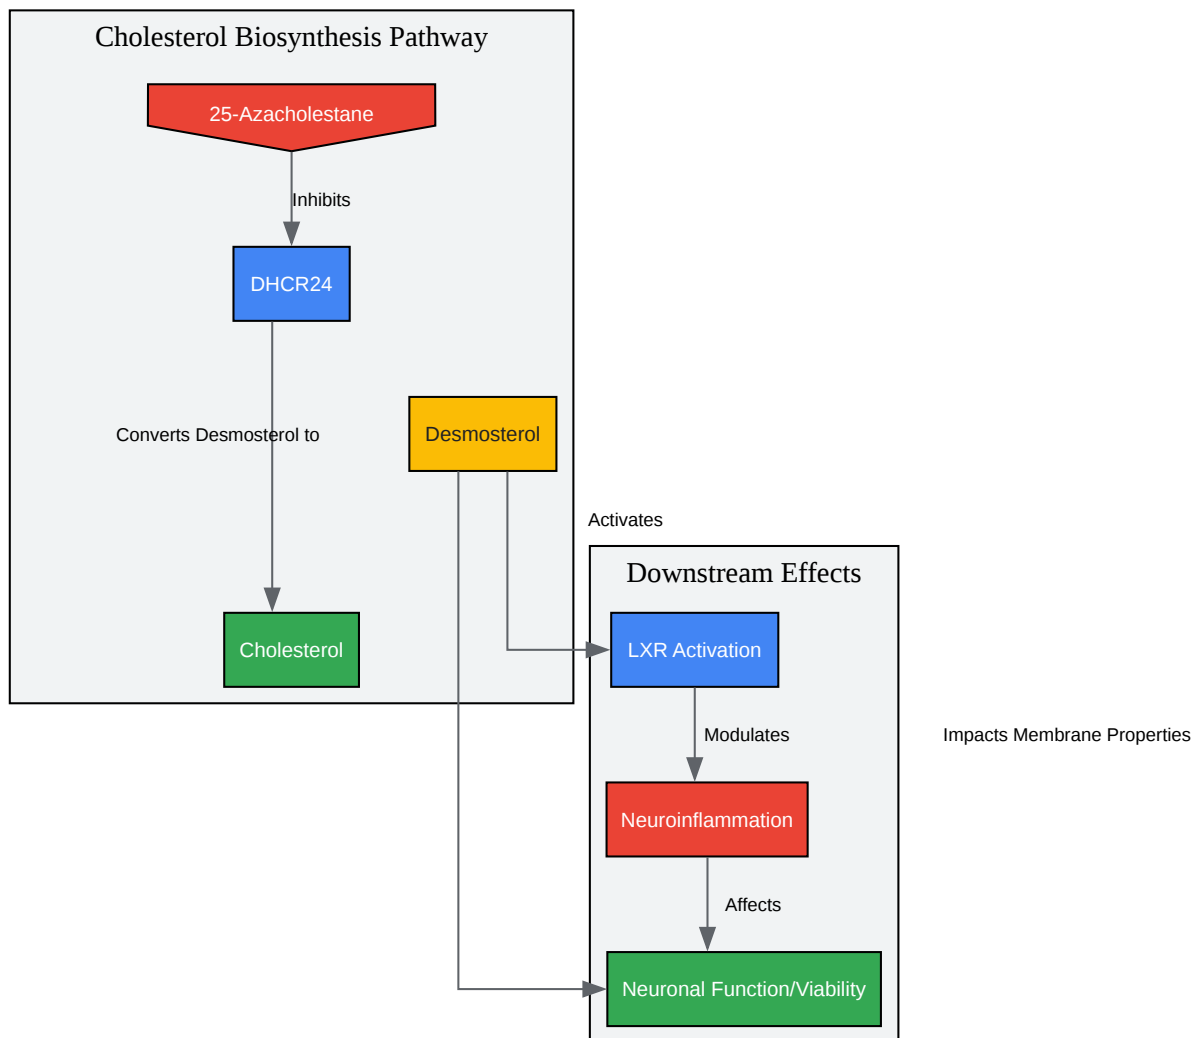 Cholesterol Biosynthesis Pathway
25-Azacholestane
Inhibits
DHCR24
Converts Desmosterol to
Desmosterol
Activates
Downstream Effects
Cholesterol
LXR Activation
Modulates
Impacts Membrane Properties
Neuroinflammation
Affects
Neuronal Function/Viability